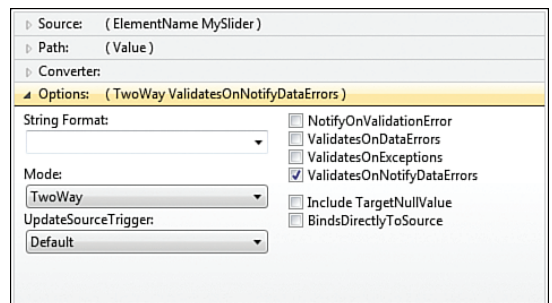 Source: ( ElementName MySlider )
Path: ( Value )
Converter:
Options: ( TwoWay ValidatesOnNotifyDataErrors )
String Format:
Mode:
TwoWay
UpdateSourceTrigger:
Default
NotifyOnValidationError
ValidatesOnDataErrors
ValidatesOnExceptions
ValidatesOnNotifyDataErrors
Include TargetNullValue
BindsDirectlyToSource